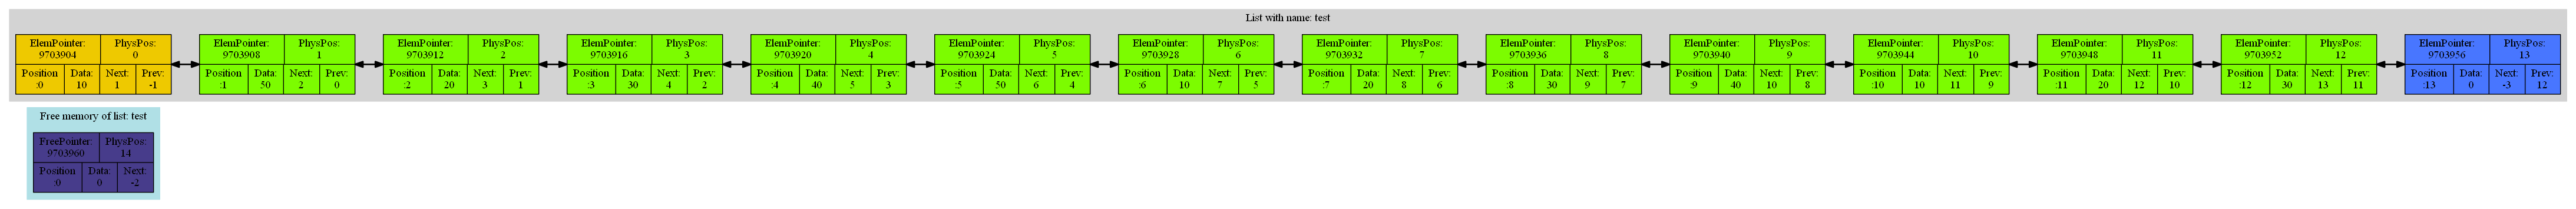 List with name: test
ElemPointer: PhysPos:
9703904 0
Position Data: Next: Prev:
:0 10 1 -1
ElemPointer: PhysPos:
9703908 1
Position Data: Next: Prev:
:1 50 2 0
ElemPointer: PhysPos:
9703912 2
Position Data: Next: Prev:
:2 20 3 1
ElemPointer: PhysPos:
9703916 3
Position Data: Next: Prev:
:3 30 4 2
ElemPointer: PhysPos:
9703920 4
Position Data: Next: Prev:
:4 40 5 3
ElemPointer: PhysPos:
9703924 5
Position Data: Next: Prev:
:5 50 6 4
ElemPointer: PhysPos:
9703928 6
Position Data: Next: Prev:
:6 10 7 5
ElemPointer: PhysPos:
9703932 7
Position Data: Next: Prev:
:7 20 8 6
ElemPointer: PhysPos:
9703936 8
Position Data: Next: Prev:
:8 30 9 7
ElemPointer: PhysPos:
9703940 9
Position Data: Next: Prev:
:9 40 10 8
ElemPointer: PhysPos:
9703944 10
Position Data: Next: Prev:
:10 10 11 9
ElemPointer: PhysPos:
9703948 11
Position Data: Next: Prev:
:11 20 12 10
ElemPointer: PhysPos:
9703952 12
Position Data: Next: Prev:
:12 30 13 11
ElemPointer: PhysPos:
9703956 13
Position Data: Next: Prev:
:13 0 -3 12
Free memory of list: test
FreePointer: PhysPos:
9703960 14
Position Data: Next:
:0 0 -2